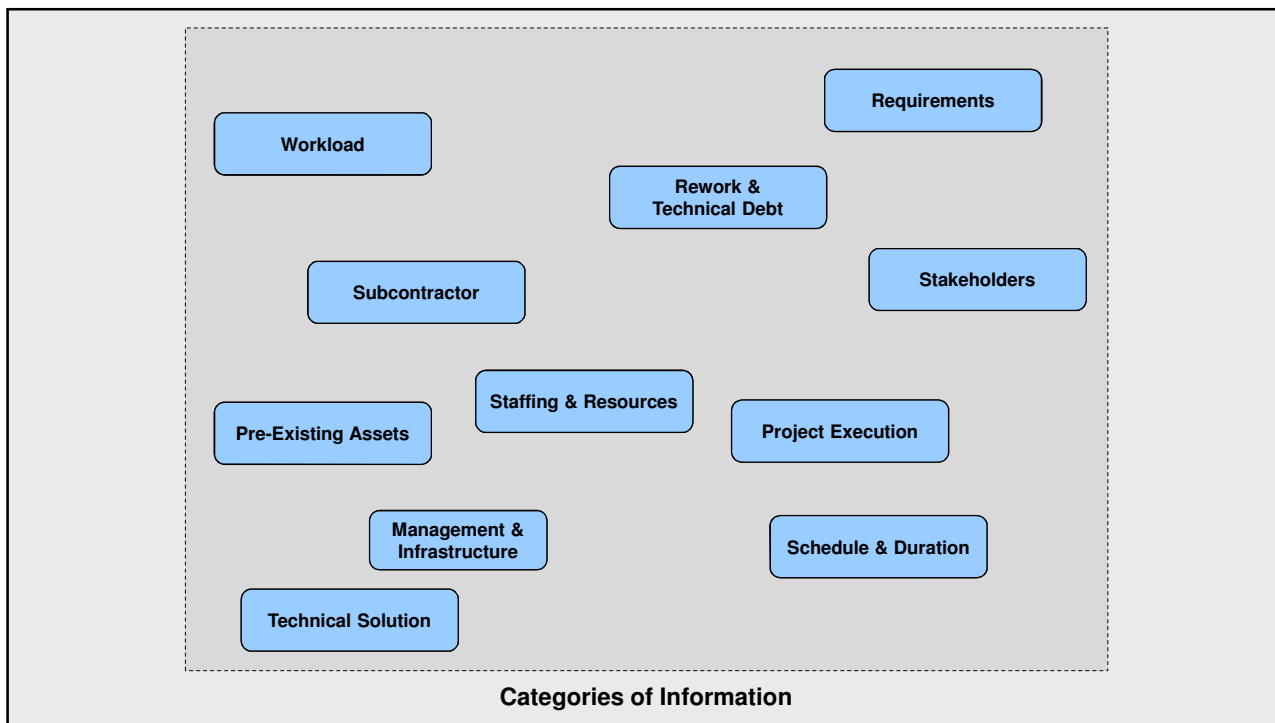 Requirements
Workload
Rework &
Technical Debt
Stakeholders
Subcontractor
Staffing & Resources
Pre-Existing Assets
Project Execution
Management &
Infrastructure
Schedule & Duration
Technical Solution
Categories of Information